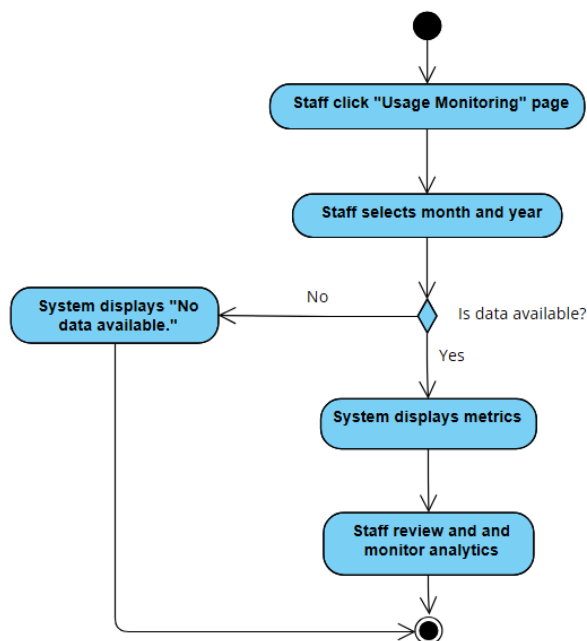 Staff click "Usage Monitoring" page
Staff selects month and year
System displays "No
data available."
No
Is data available?
Yes
System displays metrics
Staff review and and
monitor analytics